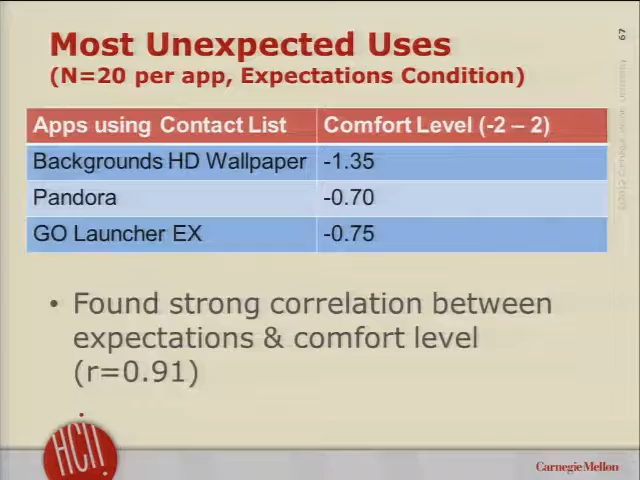 67
Most Unexpected Uses
(N=20 per app, Expectations Condition)
Apps using Contact List Comfort Level (-2 – 2)
Backgrounds HD Wallpaper -1.35
Pandora -0.70
GO Launcher EX -0.75
• Found strong correlation between
expectations & comfort level
(r=0.91)
•
HCII
Carnegie Mellon